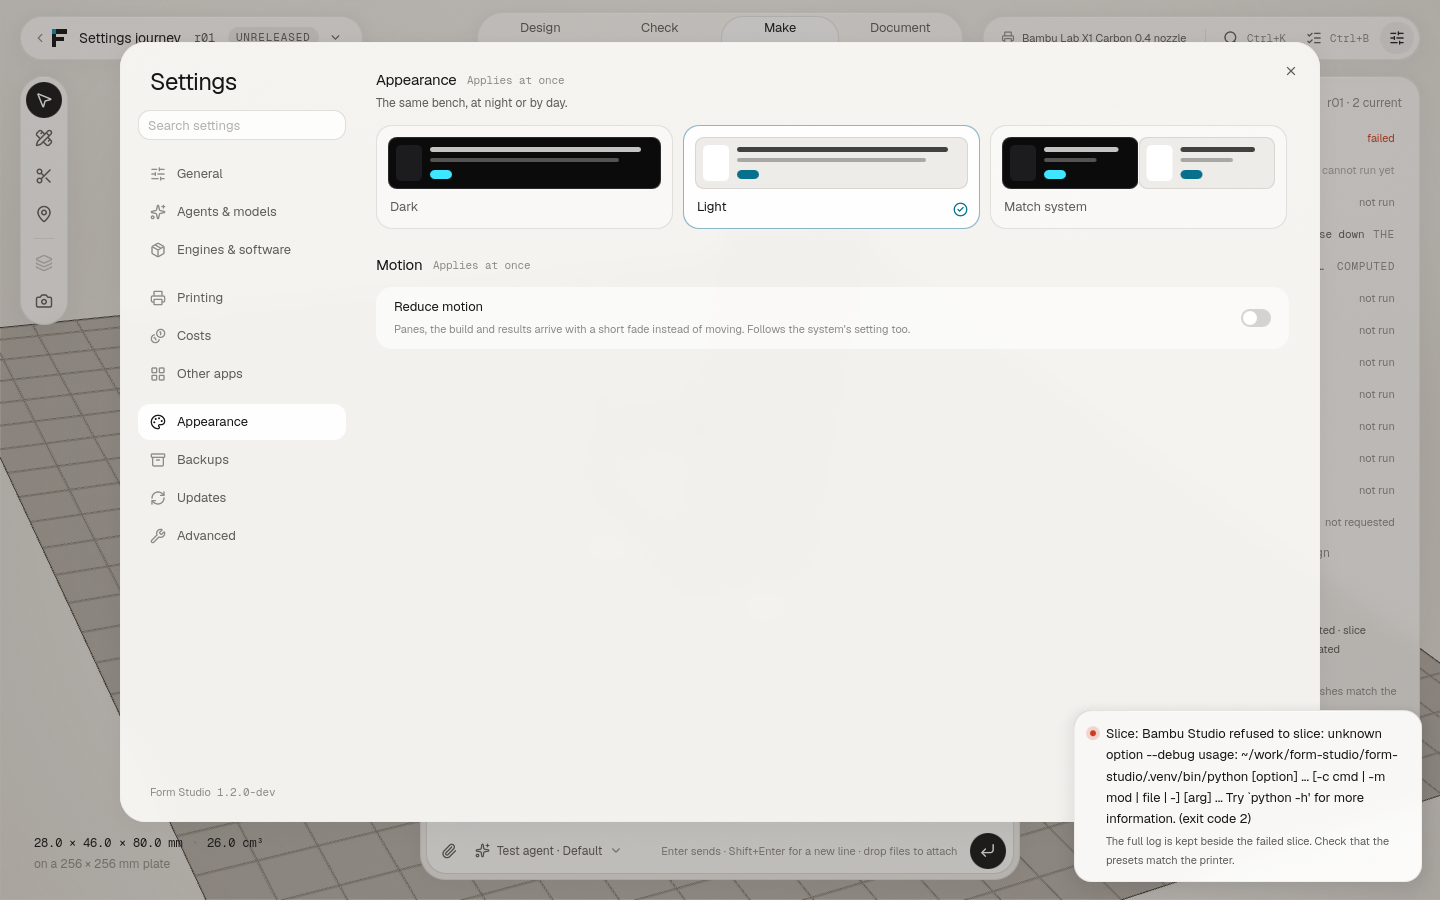 Settings journey r01 UNRELEASED
Design
Check
Make
Document
Bambu Lab X1 Carbon 0.4 nozzle
Ctrl+K
Ctrl+B
Settings
Search settings
General
Agents & models
Engines & software
Printing
Costs
Other apps
Appearance
Backups
Updates
Advanced
Form Studio 1.2.0-dev
Appearance Applies at once
The same bench, at night or by day.
Dark
Light
Match system
Motion Applies at once
Reduce motion
Panes, the build and results arrive with a short fade instead of moving. Follows the system's setting too.
r01 · 2 current
failed
cannot run yet
not run
down THE
COMPUTED
not run
not run
not run
not run
not run
not run
not run
not requested
slice
match the
28.0 × 46.0 × 80.0 mm · 26.0 cm³
on a 256 × 256 mm plate
Test agent · Default
Enter sends · Shift+Enter for a new line · drop files to attach
Slice: Bambu Studio refused to slice: unknown
option --debug usage: ~/work/form-studio/form-
studio/.venv/bin/python [option] ... [-c cmd | -m
mod | file | -] [arg] ... Try `python -h' for more
information. (exit code 2)
The full log is kept beside the failed slice. Check that the
presets match the printer.